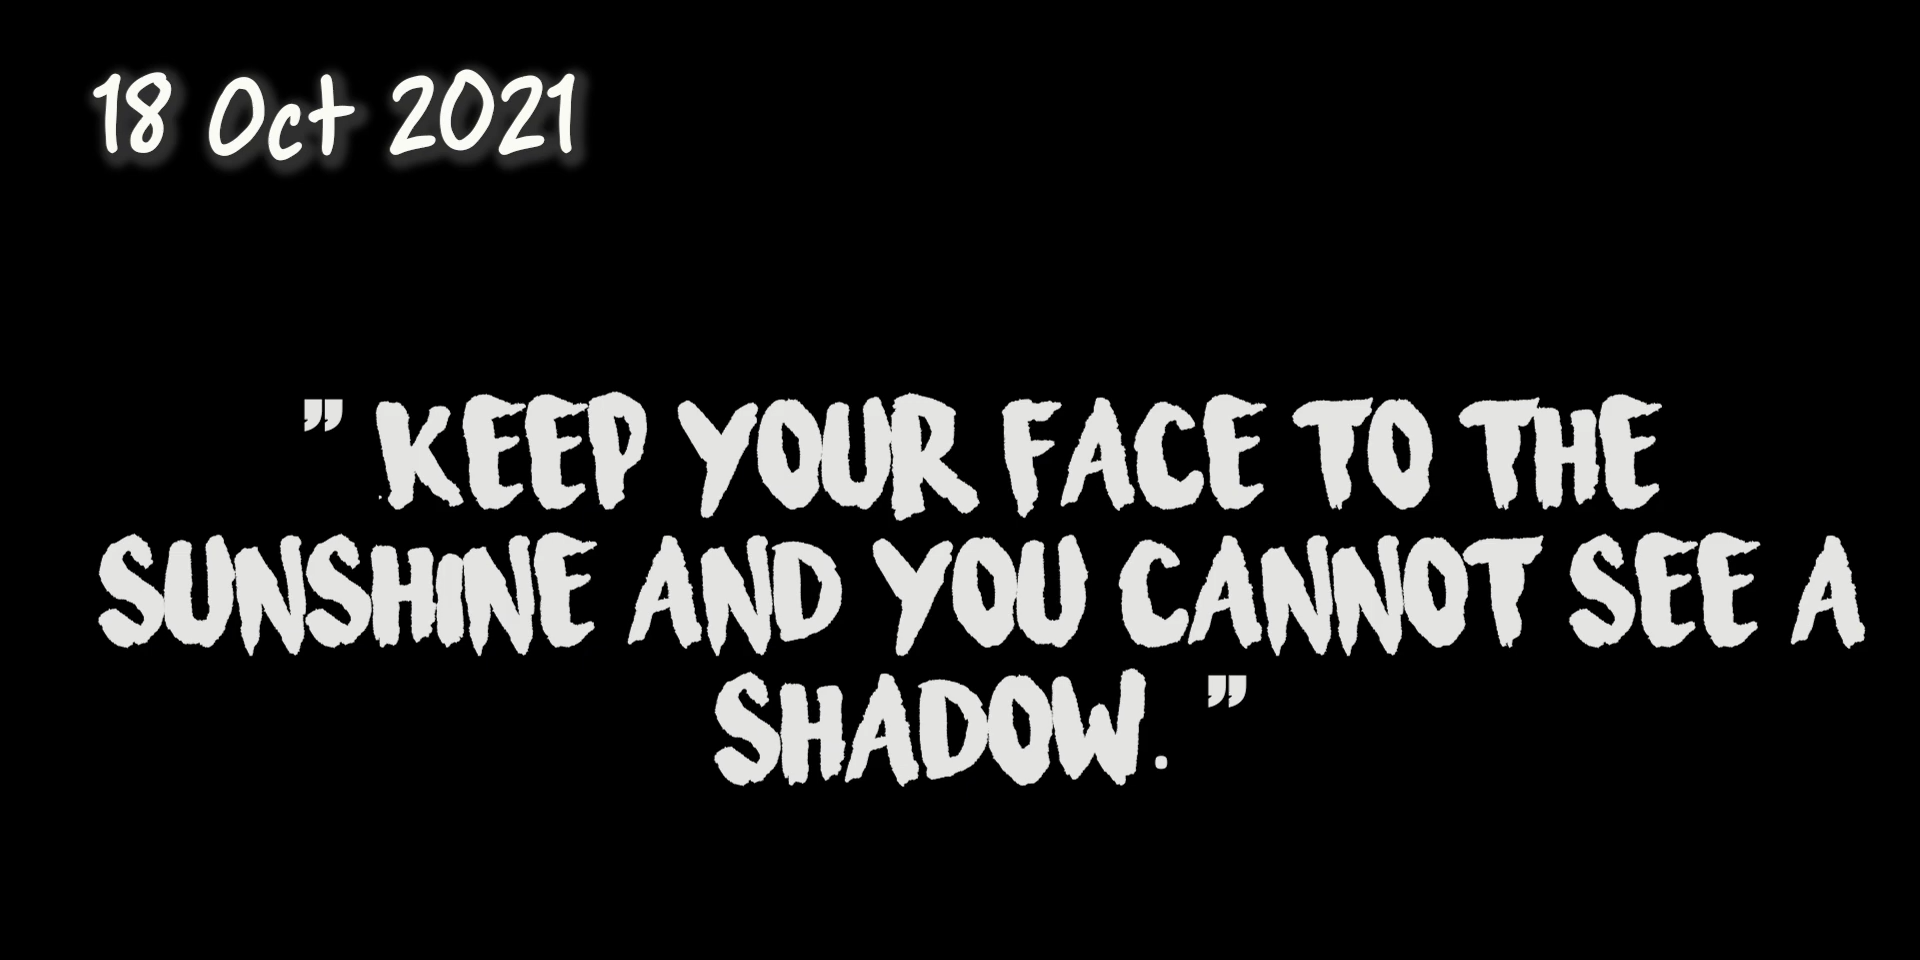 18 Oct 2021
" KEEP YOUR FACE TO THE
SUNSHINE AND YOU CANNOT SEE A
SHADOW. "